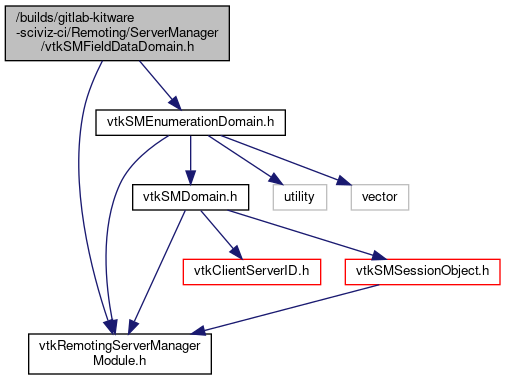 /builds/gitlab-kitware
-sciviz-ci/Remoting/ServerManager
/vtkSMFieldDataDomain.h
vtkSMEnumerationDomain.h
vtkSMDomain.h
utility
vector
vtkClientServerID.h
vtkSMSessionObject.h
vtkRemotingServerManager
Module.h